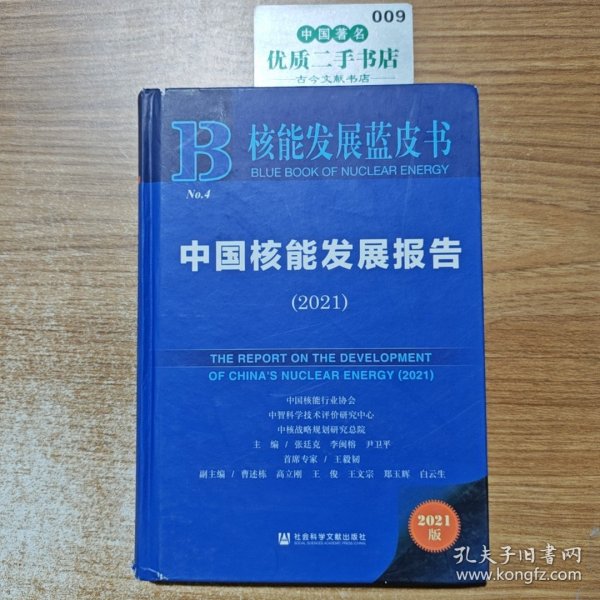 009
中国著名
优质二手书店
古今文献书店
B 核能发展蓝皮书
BLUE BOOK OF NUCLEAR ENERGY
No.4
中国核能发展报告
(2021)
THE REPORT ON THE DEVELOPMENT
OF CHINA'S NUCLEAR ENERGY (2021)
中国核能行业协会
中智科学技术评价研究中心
中核战略规划研究总院
主 编 / 张廷克 李闽榕 尹卫平
首席专家 / 王毅韧
副主编 / 曹述栋 高立刚 王 俊 王文宗 郑玉辉 白云生
2021
版
社会科学文献出版社
SOCIAL SCIENCES ACADEMIC PRESS (CHINA)
孔夫子旧书网
www.kongfz.com